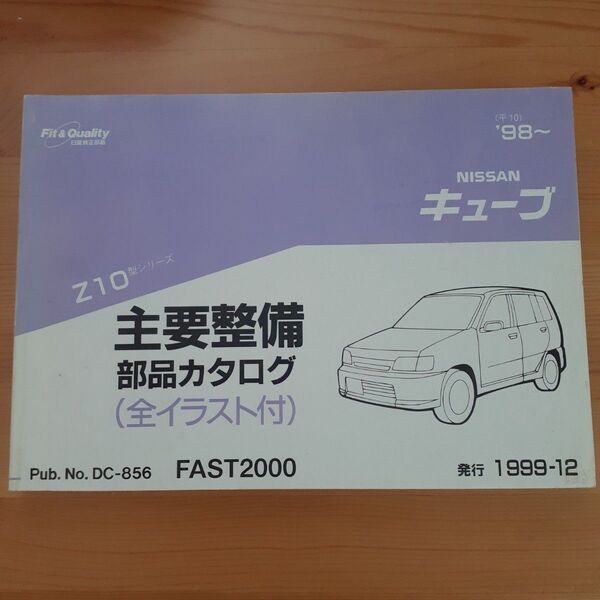 Fit & Quality
日産純正部品
(平・10)
'98〜
NISSAN
キューブ
Z10型シリーズ
主要整備
部品カタログ
(全イラスト付)
Pub. No. DC-856 FAST2000
発行 1999-12